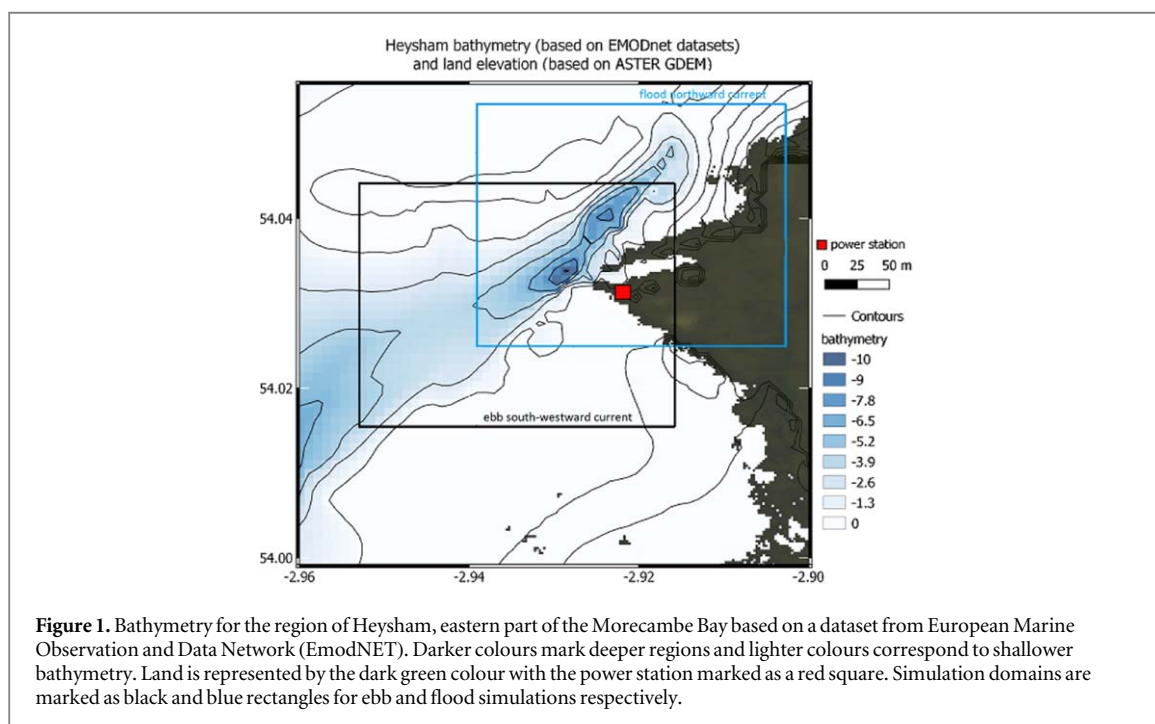 Heysham bathymetry (based on EMODnet datasets)
and land elevation (based on ASTER GDEM)
flood northward current
ebb south-westward current
54.04
54.02
54.00
-2.96
-2.94
-2.92
-2.90
power station
0 25 50 m
Contours
bathymetry
-10
-9
-7.8
-6.5
-5.2
-3.9
-2.6
-1.3
0
Figure 1. Bathymetry for the region of Heysham, eastern part of the Morecambe Bay based on a dataset from European Marine
Observation and Data Network (EmodNET). Darker colours mark deeper regions and lighter colours correspond to shallower
bathymetry. Land is represented by the dark green colour with the power station marked as a red square. Simulation domains are
marked as black and blue rectangles for ebb and flood simulations respectively.